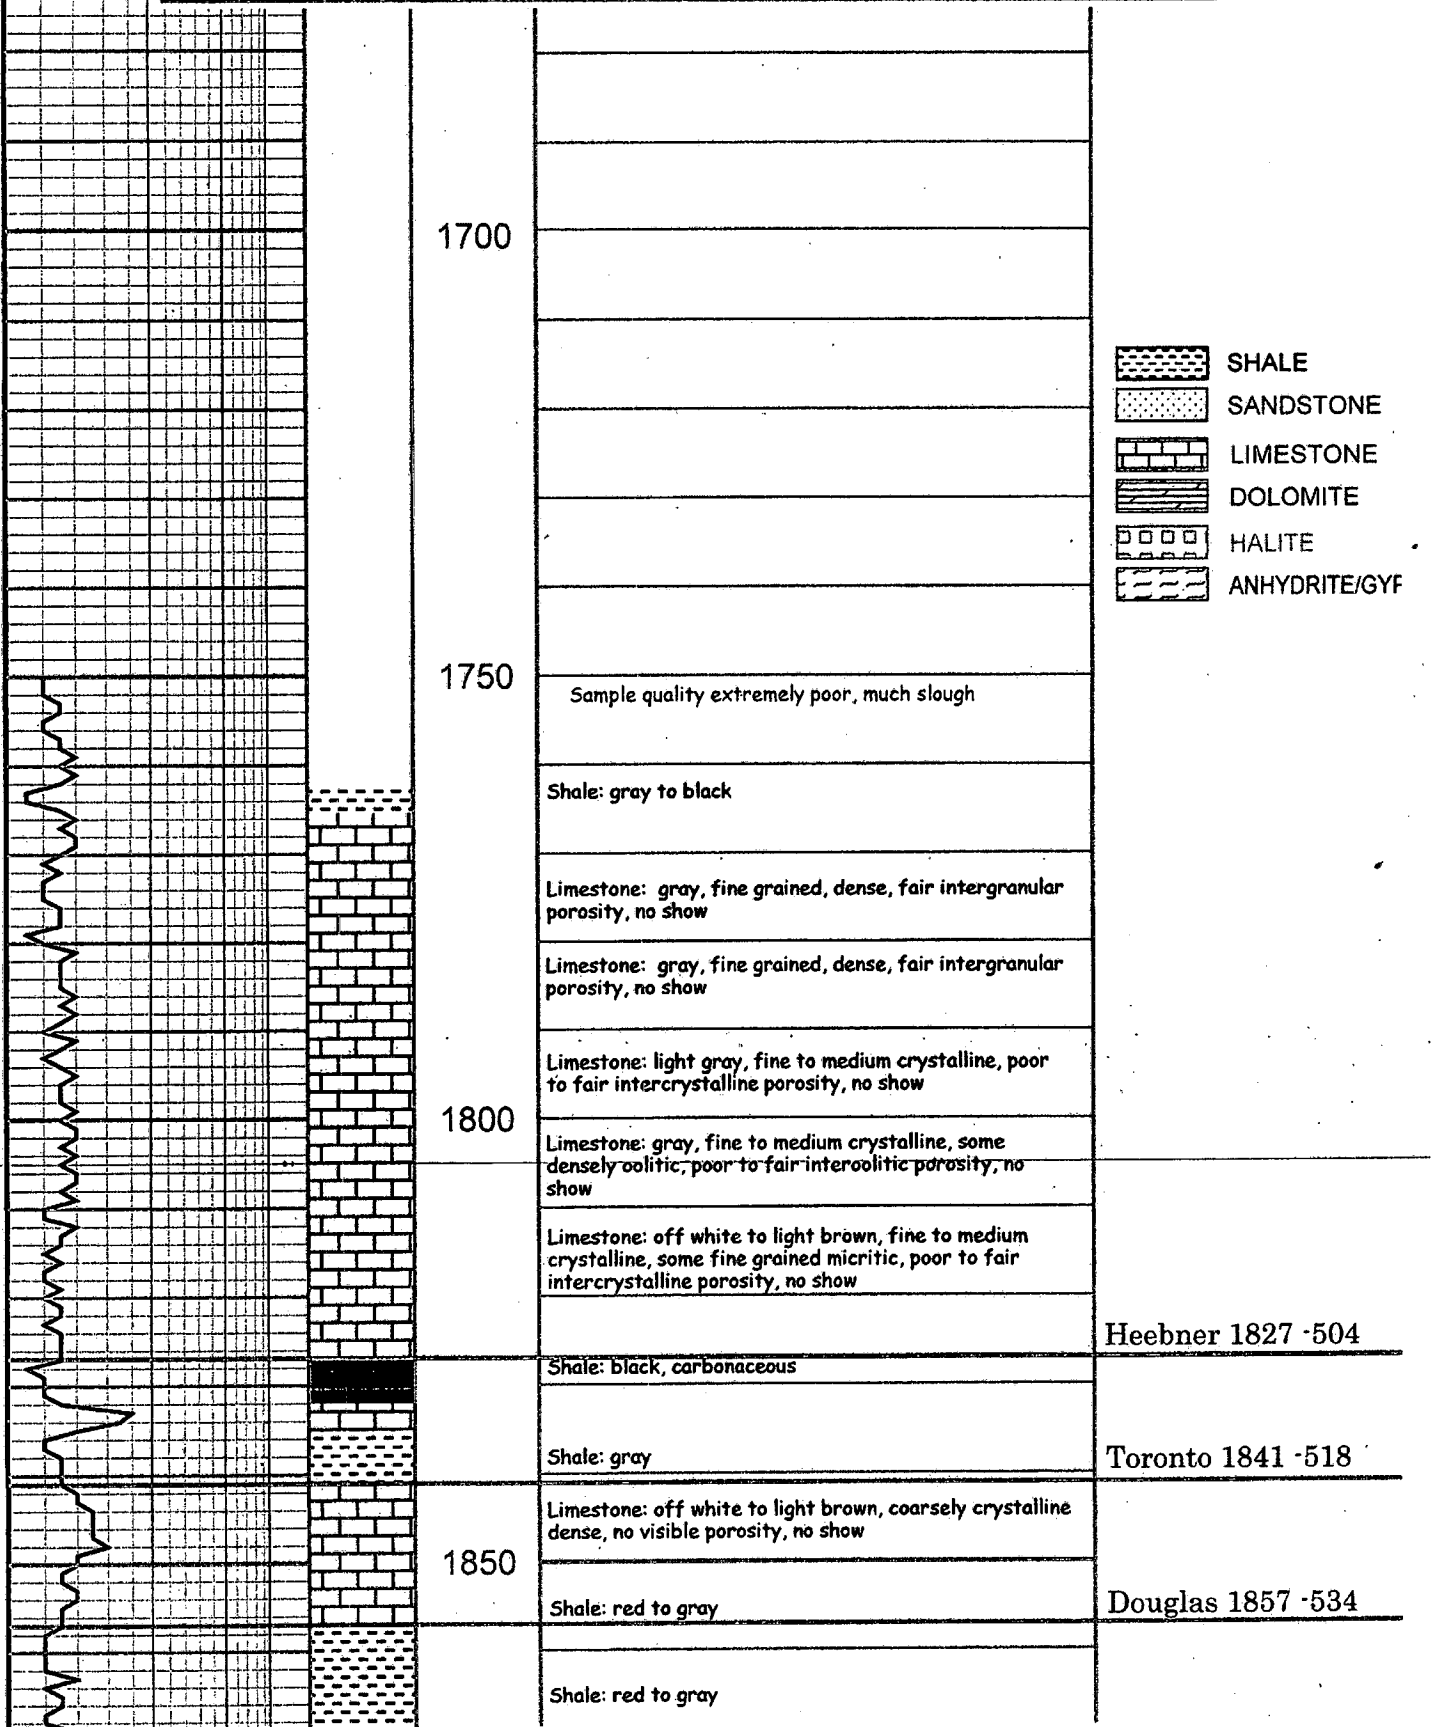 1700
SHALE
SANDSTONE
LIMESTONE
DOLOMITE
HALITE
ANHYDRITE/GYP
1750
Sample quality extremely poor, much slough
Shale: gray to black
Limestone: gray, fine grained, dense, fair intergranular
porosity, no show
Limestone: gray, fine grained, dense, fair intergranular
porosity, no show
Limestone: light gray, fine to medium crystalline, poor
to fair intercrystalline porosity, no show
1800
Limestone: gray, fine to medium crystalline, some
densely oolitic, poor to fair interoolitic porosity, no
show
Limestone: off white to light brown, fine to medium
crystalline, some fine grained micritic, poor to fair
intercrystalline porosity, no show
Heebner 1827 -504
Shale: black, carbonaceous
Shale: gray
Toronto 1841 -518
Limestone: off white to light brown, coarsely crystalline
dense, no visible porosity, no show
1850
Shale: red to gray
Douglas 1857 -534
Shale: red to gray